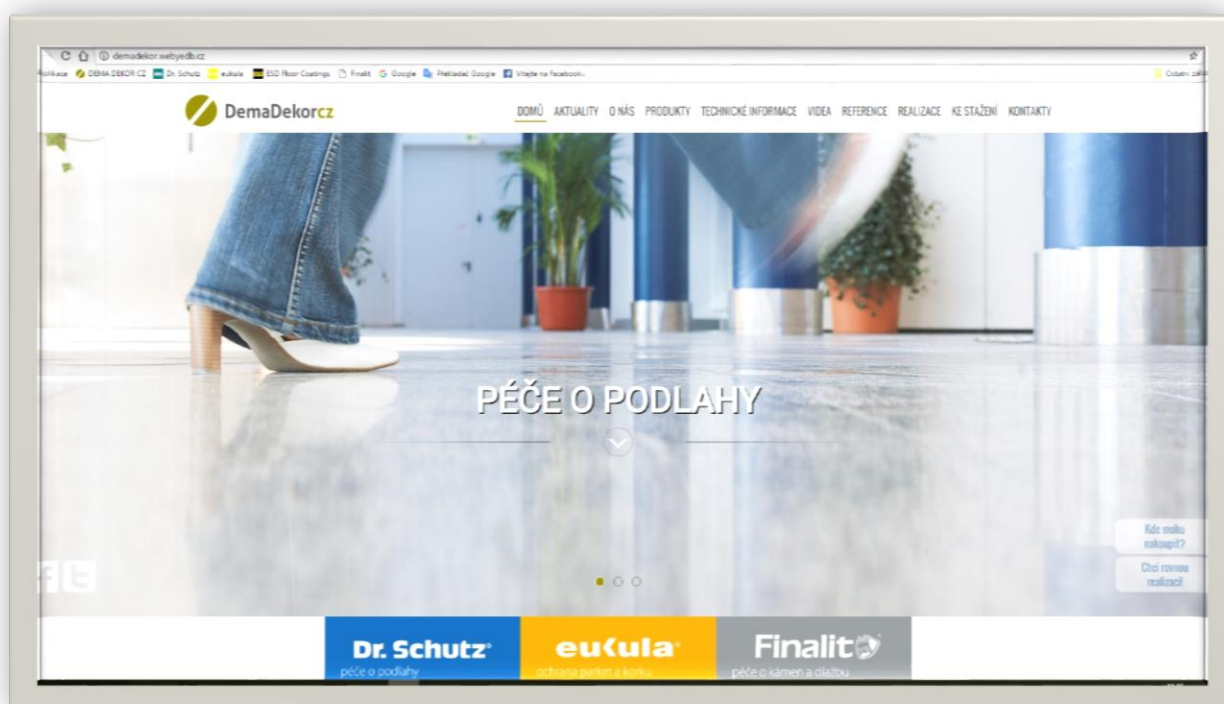 demadekor.webyedb.cz
Aplikace DEMA DEKOR CZ Dr. Schutz eukula ESD Floor Coatings Finalit Google Překladač Google Vítejte na Facebook. Ostatní
DemaDekorcz
DOMŮ AKTUALITY O NÁS PRODUKTY TECHNICKÉ INFORMACE VIDEA REFERENCE REALIZACE KE STAŽENÍ KONTAKTY
PÉČE O PODLAHY
Kde mohu
nakoupit?
Chci rovnou
realizaci!
Dr. Schutz®
péče o podlahy
eukula®
ochrana parket a korku
Finalit
péče o kámen a dlažbu